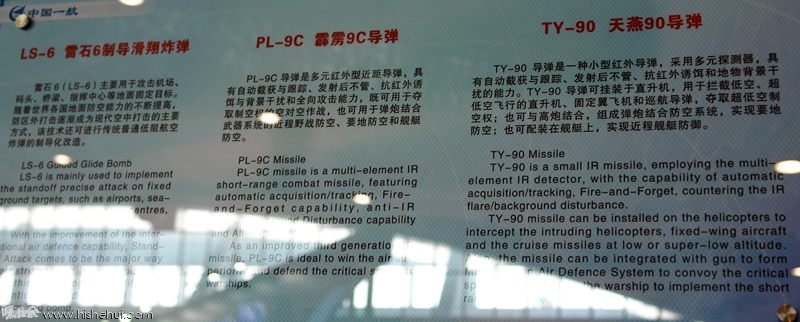 中国一航
LS-6 雷石6制导滑翔炸弹
雷石6（LS-6）主要用于攻击机场、
码头、桥梁、指挥中心等地面固定目标。
随着世界各国地面防空能力的不断提高，
防区外打击逐渐成为现代空中打击的主要
方式，该技术还可进行传统普通低阻航空
炸弹的制导化改造。
LS-6 Guided Glide Bomb
LS-6 is mainly used to implement
the standoff precise attack on fixed
ground targets, such as airports, sea-
entres,
With the improvement of the inter-
tional air defence capability, Stand-
Attack comes to be the major way
bomb.
PL-9C 霹雳9C导弹
PL-9C 导弹是多元红外型近距导弹，具
有自动截获与跟踪、发射后不管、抗红外诱
饵与背景干扰和全向攻击能力，既可用于夺
取制空权的空对空作战，也可用于弹炮结合
武器系统的近程野战防空、要地防空和舰艇
防空。
PL-9C Missile
PL-9C missile is a multi-element IR
short-range combat missile, featuring
automatic acquisition/tracking, Fire-
and-Forget capability, anti-IR
Disturbance capability
and All-
As an improved third generation
missile, PL-9C is ideal to win the air
and defend the critical
warships.
TY-90 天燕90导弹
TY-90 导弹是一种小型红外导弹，采用多元探测器，具
有自动截获与跟踪、发射后不管、抗红外诱饵和地物背景干
扰的能力。TY-90 导弹可挂装于直升机，用于拦截低空、超
低空飞行的直升机、固定翼飞机和巡航导弹，夺取超低空制
空权；也可与高炮结合，组成弹炮结合防空系统，实现要地
防空；也可配装在舰艇上，实现近程舰艇防御。
TY-90 Missile
TY-90 is a small IR missile, employing the multi-
element IR detector, with the capability of automatic
acquisition/tracking, Fire-and-Forget, countering the IR
flare/background disturbance.
TY-90 missile can be installed on the helicopters to
intercept the intruding helicopters, fixed-wing aircraft
and the cruise missiles at low or super-low altitude.
Also, the missile can be integrated with gun to form
Air Defence System to convoy the critical
the warship to implement the short
www.hishehui.com